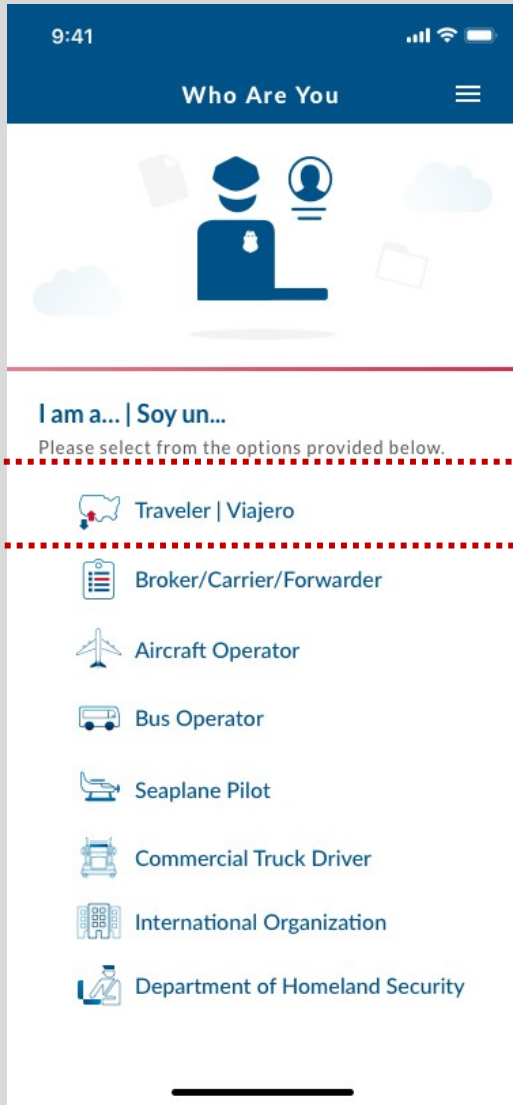 9:41
Who Are You
I am a... | Soy un...
Please select from the options provided below.
Traveler | Viajero
Broker/Carrier/Forwarder
Aircraft Operator
Bus Operator
Seaplane Pilot
Commercial Truck Driver
International Organization
Department of Homeland Security